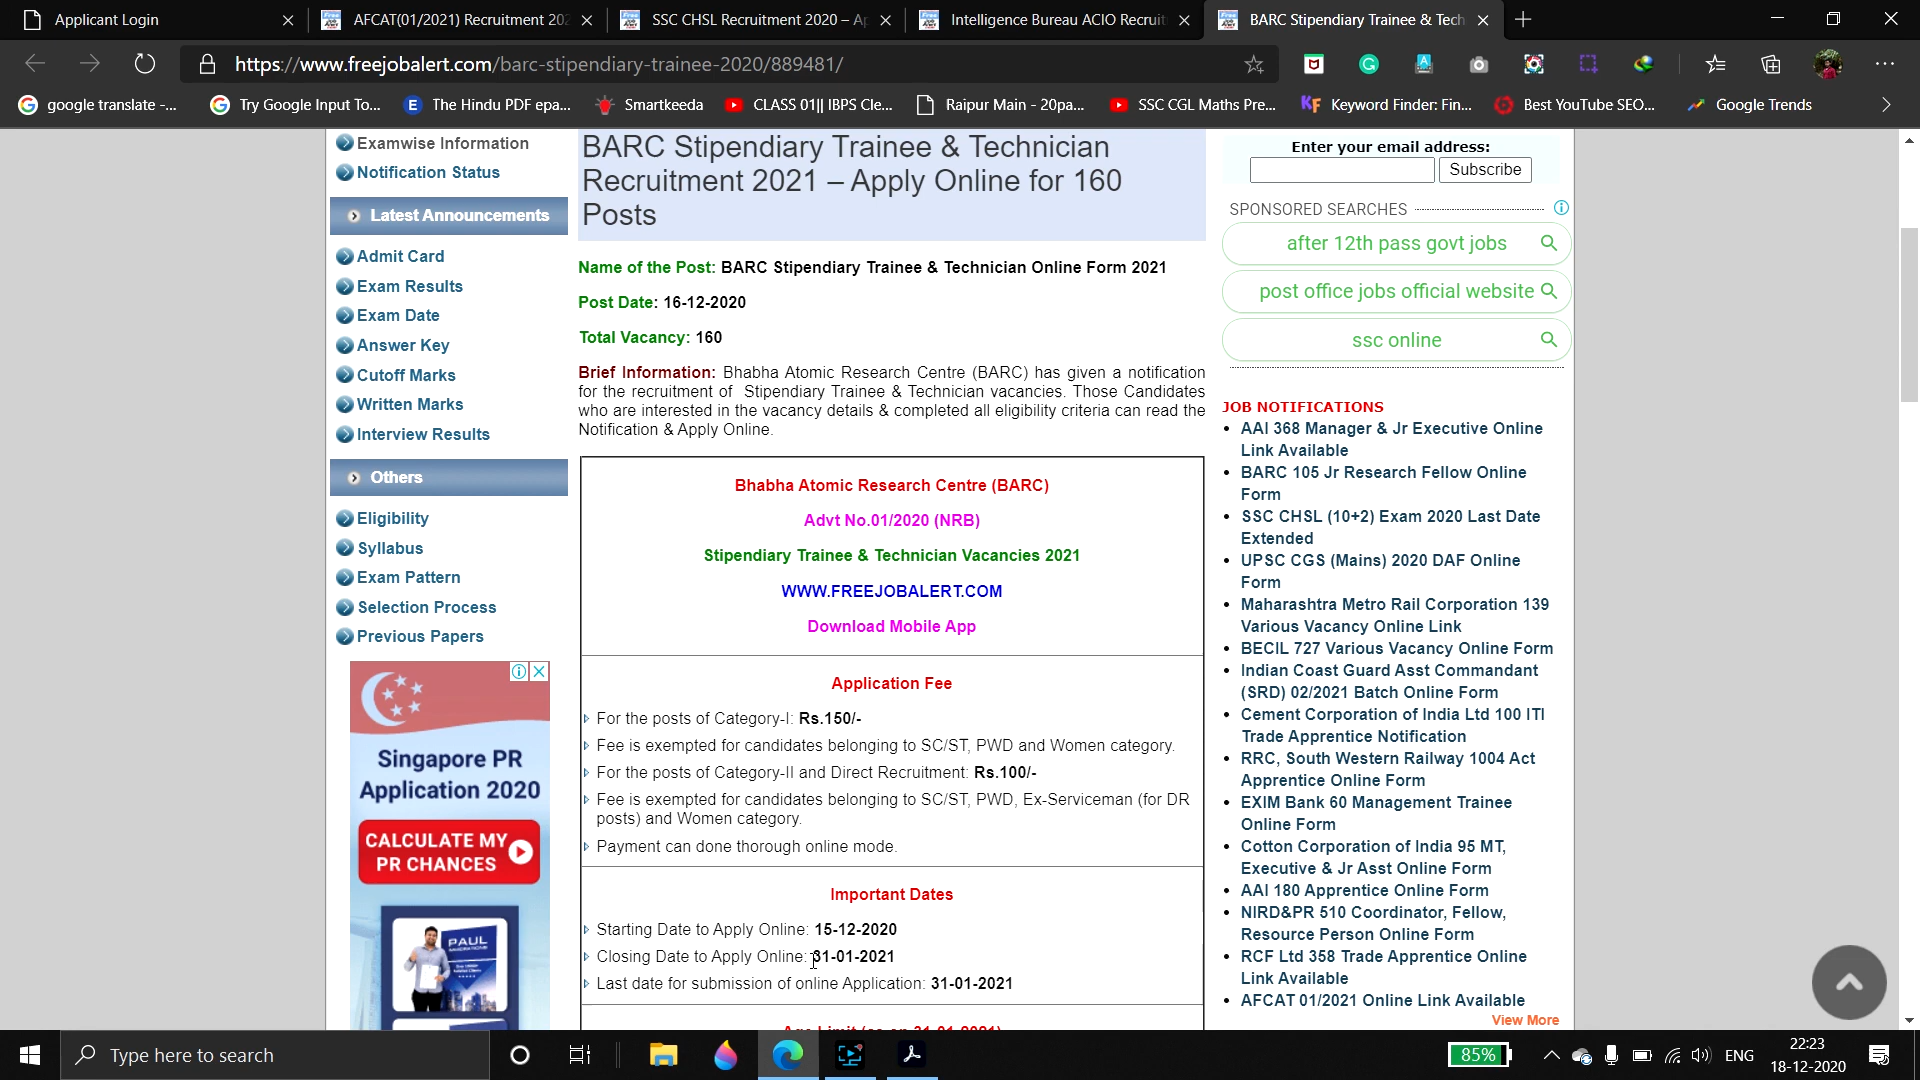 Applicant Login
AFCAT(01/2021) Recruitment 202
SSC CHSL Recruitment 2020 – Ap
Intelligence Bureau ACIO Recruit
BARC Stipendiary Trainee & Tech
https://www.freejobalert.com/barc-stipendiary-trainee-2020/889481/
google translate -...
Try Google Input To...
The Hindu PDF epa...
Smartkeeda
CLASS 01|| IBPS Cle...
Raipur Main - 20pa...
SSC CGL Maths Pre...
Keyword Finder: Fin...
Best YouTube SEO...
Google Trends
Examwise Information
Notification Status
Latest Announcements
Admit Card
Exam Results
Exam Date
Answer Key
Cutoff Marks
Written Marks
Interview Results
Others
Eligibility
Syllabus
Exam Pattern
Selection Process
Previous Papers
Singapore PR
Application 2020
CALCULATE MY
PR CHANCES
PAUL
BARC Stipendiary Trainee & Technician
Recruitment 2021 – Apply Online for 160
Posts
Name of the Post: BARC Stipendiary Trainee & Technician Online Form 2021
Post Date: 16-12-2020
Total Vacancy: 160
Brief Information: Bhabha Atomic Research Centre (BARC) has given a notification
for the recruitment of Stipendiary Trainee & Technician vacancies. Those Candidates
who are interested in the vacancy details & completed all eligibility criteria can read the
Notification & Apply Online.
Bhabha Atomic Research Centre (BARC)
Advt No.01/2020 (NRB)
Stipendiary Trainee & Technician Vacancies 2021
WWW.FREEJOBALERT.COM
Download Mobile App
Application Fee
For the posts of Category-I: Rs.150/-
Fee is exempted for candidates belonging to SC/ST, PWD and Women category.
For the posts of Category-II and Direct Recruitment: Rs.100/-
Fee is exempted for candidates belonging to SC/ST, PWD, Ex-Serviceman (for DR
posts) and Women category.
Payment can done thorough online mode.
Important Dates
Starting Date to Apply Online: 15-12-2020
Closing Date to Apply Online: 31-01-2021
Last date for submission of online Application: 31-01-2021
Age Limit (as on 31-01-2021)
Enter your email address:
Subscribe
SPONSORED SEARCHES
after 12th pass govt jobs
post office jobs official website
ssc online
JOB NOTIFICATIONS
AAI 368 Manager & Jr Executive Online
Link Available
BARC 105 Jr Research Fellow Online
Form
SSC CHSL (10+2) Exam 2020 Last Date
Extended
UPSC CGS (Mains) 2020 DAF Online
Form
Maharashtra Metro Rail Corporation 139
Various Vacancy Online Link
BECIL 727 Various Vacancy Online Form
Indian Coast Guard Asst Commandant
(SRD) 02/2021 Batch Online Form
Cement Corporation of India Ltd 100 ITI
Trade Apprentice Notification
RRC, South Western Railway 1004 Act
Apprentice Online Form
EXIM Bank 60 Management Trainee
Online Form
Cotton Corporation of India 95 MT,
Executive & Jr Asst Online Form
AAI 180 Apprentice Online Form
NIRD&PR 510 Coordinator, Fellow,
Resource Person Online Form
RCF Ltd 358 Trade Apprentice Online
Link Available
AFCAT 01/2021 Online Link Available
View More
Type here to search
85%
ENG
22:23
18-12-2020